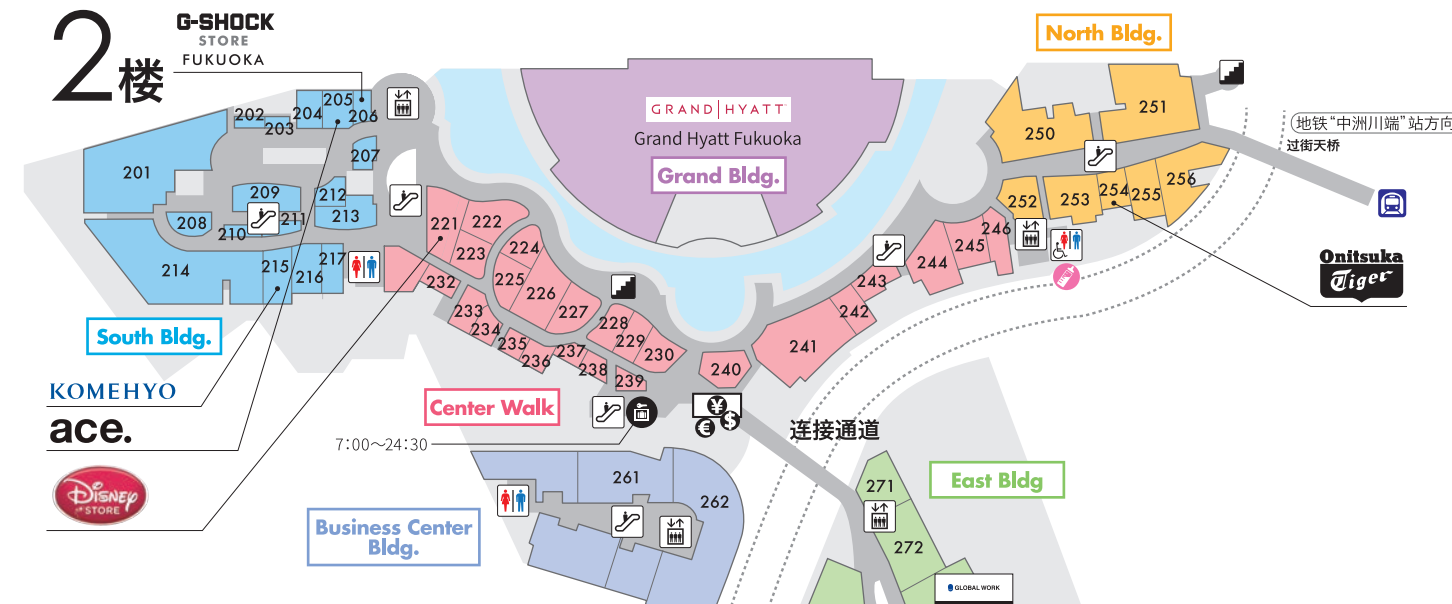 2楼
G-SHOCK
STORE
FUKUOKA
North Bldg.
GRAND HYATT
Grand Hyatt Fukuoka
Grand Bldg.
地铁“中洲川端”站方向
过街天桥
201
202
203
204
205
206
207
208
209
210
211
212
213
214
215
216
217
221
222
223
224
225
226
227
228
229
230
232
233
234
235
236
237
238
239
240
241
242
243
244
245
246
250
251
252
253
254
255
256
Onitsuka
Tiger
South Bldg.
KOMEHYO
ace.
DISNEY
STORE
Center Walk
7:00～24:30
¥
€
$
连接通道
East Bldg
Business Center
Bldg.
261
262
271
272
GLOBAL WORK